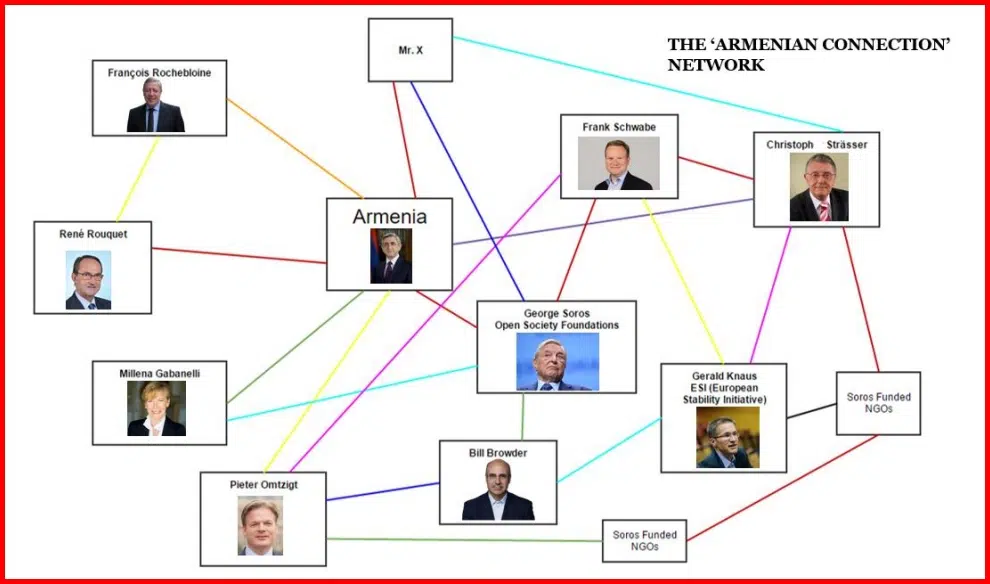 Mr. X
THE ‘ARMENIAN CONNECTION’
NETWORK
François Rochebloine
Frank Schwabe
Christoph Strässer
Armenia
René Rouquet
George Soros
Open Society Foundations
Millena Gabanelli
Gerald Knaus
ESI (European
Stability Initiative)
Soros Funded
NGOs
Bill Browder
Pieter Omtzigt
Soros Funded
NGOs